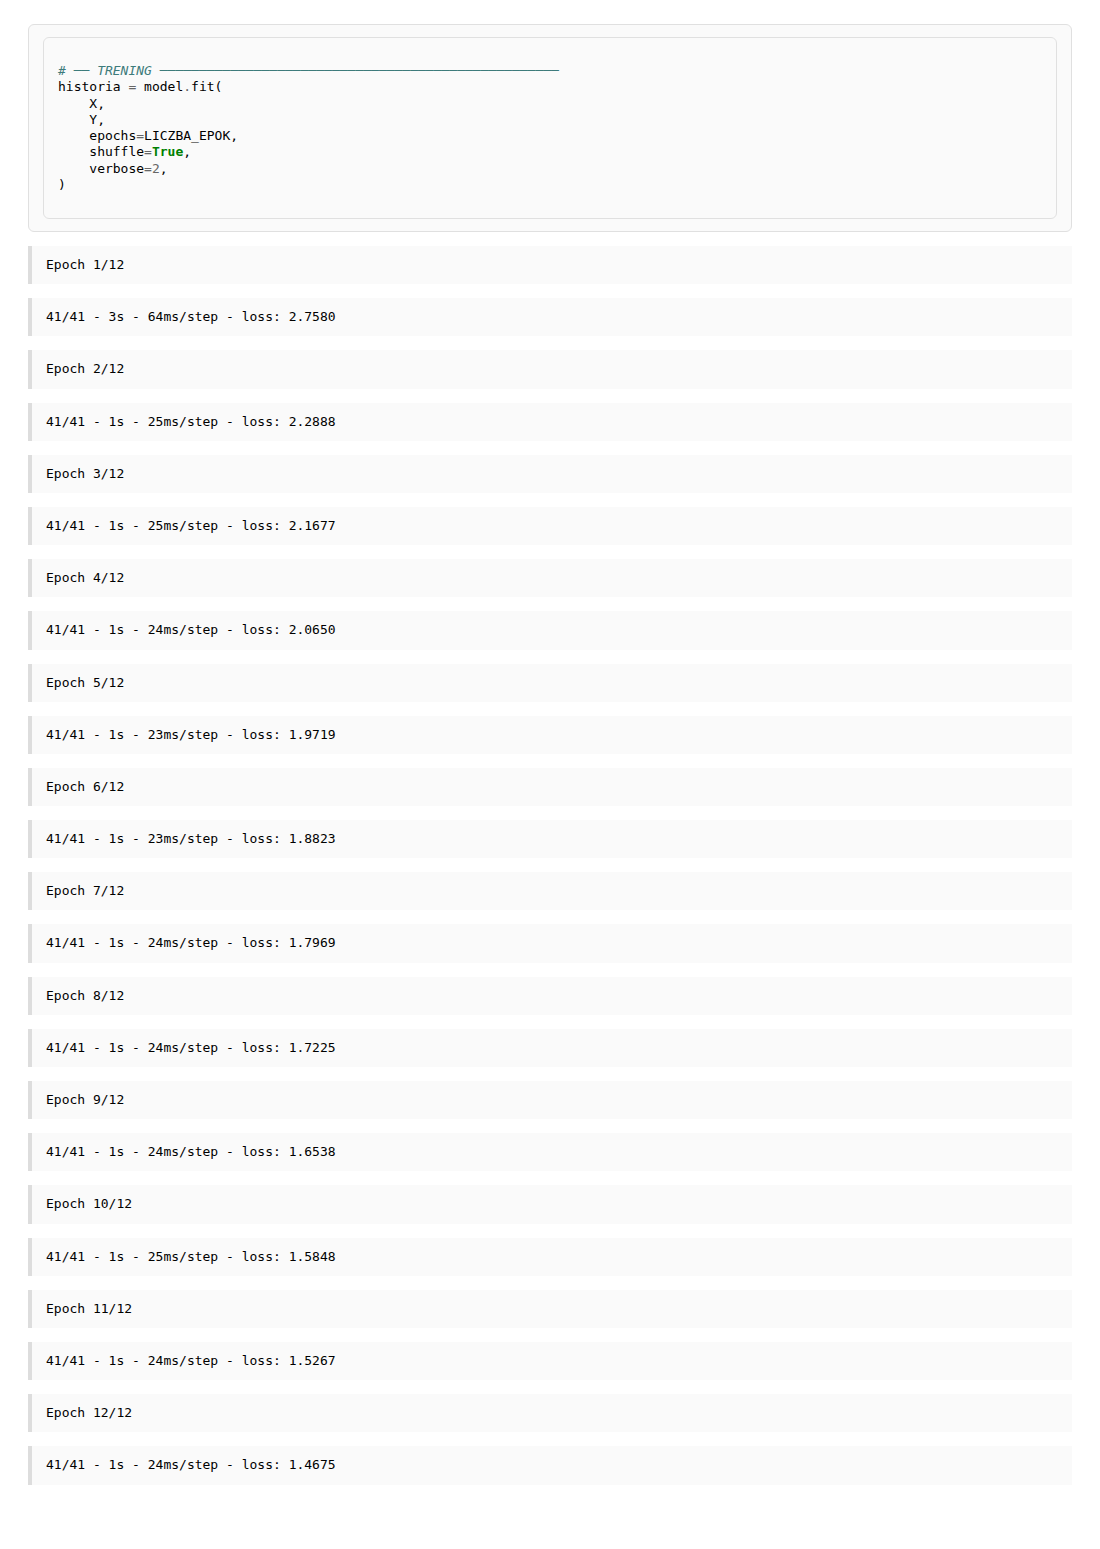 # ── TRENING ───────────────────────────────────────────────────
historia = model.fit(
    X,
    Y,
    epochs=LICZBA_EPOK,
    shuffle=True,
    verbose=2,
)
Epoch 1/12
41/41 - 3s - 64ms/step - loss: 2.7580
Epoch 2/12
41/41 - 1s - 25ms/step - loss: 2.2888
Epoch 3/12
41/41 - 1s - 25ms/step - loss: 2.1677
Epoch 4/12
41/41 - 1s - 24ms/step - loss: 2.0650
Epoch 5/12
41/41 - 1s - 23ms/step - loss: 1.9719
Epoch 6/12
41/41 - 1s - 23ms/step - loss: 1.8823
Epoch 7/12
41/41 - 1s - 24ms/step - loss: 1.7969
Epoch 8/12
41/41 - 1s - 24ms/step - loss: 1.7225
Epoch 9/12
41/41 - 1s - 24ms/step - loss: 1.6538
Epoch 10/12
41/41 - 1s - 25ms/step - loss: 1.5848
Epoch 11/12
41/41 - 1s - 24ms/step - loss: 1.5267
Epoch 12/12
41/41 - 1s - 24ms/step - loss: 1.4675